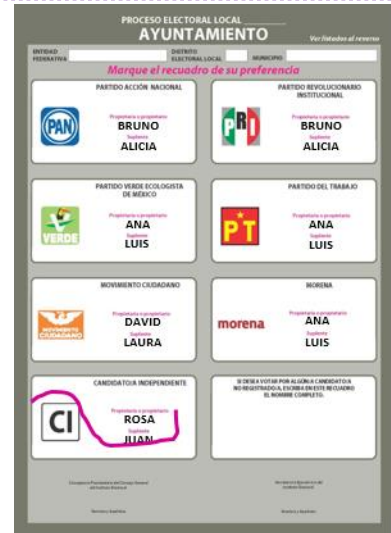 PROCESO ELECTORAL LOCAL
AYUNTAMIENTO
Ver listados al reverso
ENTIDAD
FEDERATIVA
DISTRITO
ELECTORAL LOCAL
MUNICIPIO
Marque el recuadro de su preferencia
PARTIDO ACCIÓN NACIONAL
PAN
Propietaria o propietario
BRUNO
Suplente
ALICIA
PARTIDO REVOLUCIONARIO
INSTITUCIONAL
PRI
Propietaria o propietario
BRUNO
Suplente
ALICIA
PARTIDO VERDE ECOLOGISTA
DE MÉXICO
VERDE
Propietaria o propietario
ANA
Suplente
LUIS
PARTIDO DEL TRABAJO
PT
Propietaria o propietario
ANA
Suplente
LUIS
MOVIMIENTO CIUDADANO
MOVIMIENTO
CIUDADANO
Propietaria o propietario
DAVID
Suplente
LAURA
MORENA
morena
Propietaria o propietario
ANA
Suplente
LUIS
CANDIDATO/A INDEPENDIENTE
CI
Propietaria o propietario
ROSA
Suplente
JUAN
SI DESEA VOTAR POR ALGÚN/A CANDIDATO/A
NO REGISTRADO/A, ESCRIBA EN ESTE RECUADRO
EL NOMBRE COMPLETO.